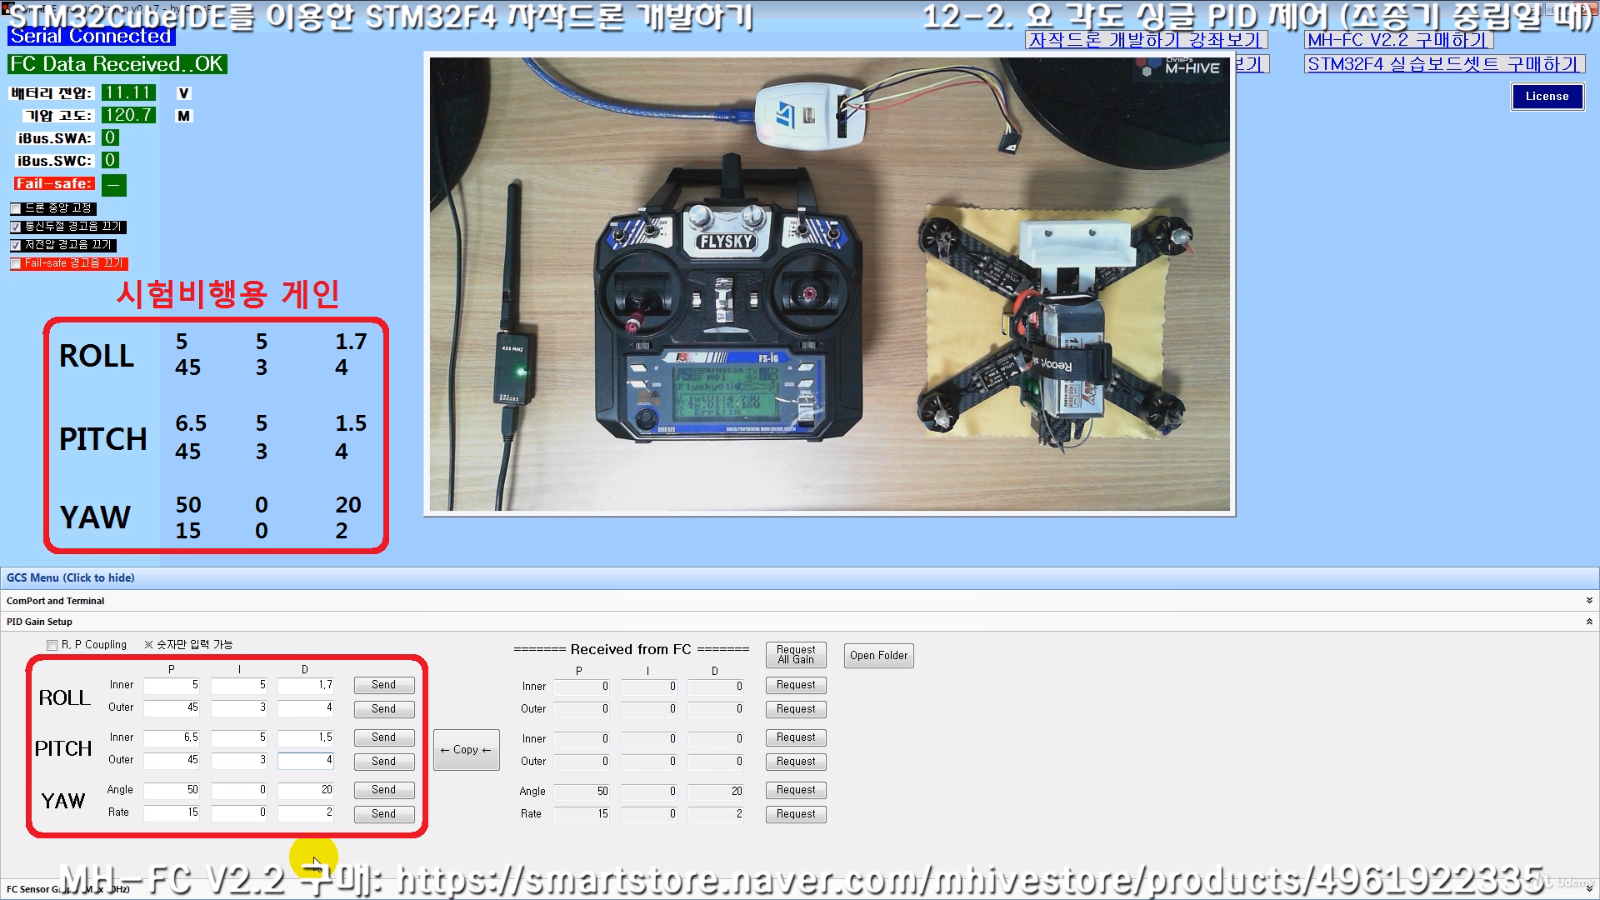 STM32CubeIDE를 이용한 STM32F4 자작드론 개발하기
12-2. 요 각도 싱글 PID 제어 (조종기 중립일 때)
Serial Connected
FC Data Received..OK
자작드론 개발하기 강좌보기
MH-FC V2.2 구매하기
보기
STM32F4 실습보드셋트 구매하기
License
배터리 전압: 11.11 V
기압 고도: 120.7 M
iBus.SWA: 0
iBus.SWC: 0
Fail-safe: —
드론 중앙 고정
통신두절 경고음 끄기
저전압 경고음 끄기
Fail-safe 경고음 끄기
M-HIVE
FLYSKY
FS-i6
시험비행용 게인
ROLL
5 5 1.7
45 3 4
PITCH
6.5 5 1.5
45 3 4
YAW
50 0 20
15 0 2
GCS Menu (Click to hide)
ComPort and Terminal
PID Gain Setup
R, P Coupling ※ 숫자만 입력 가능
P I D
ROLL
Inner 5 5 1.7 Send
Outer 45 3 4 Send
PITCH
Inner 6.5 5 1.5 Send
Outer 45 3 4 Send
YAW
Angle 50 0 20 Send
Rate 15 0 2 Send
← Copy ←
======= Received from FC =======
Request All Gain
Open Folder
P I D
Inner 0 0 0 Request
Outer 0 0 0 Request
Inner 0 0 0 Request
Outer 0 0 0 Request
Angle 50 0 20 Request
Rate 15 0 2 Request
MH-FC V2.2 구매: https://smartstore.naver.com/mhivestore/products/4961922335
FC Sensor
Udemy